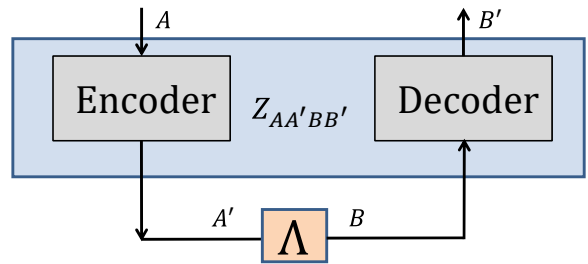 A B′
Encoder Z_{AA′BB′} Decoder
A′ Λ B